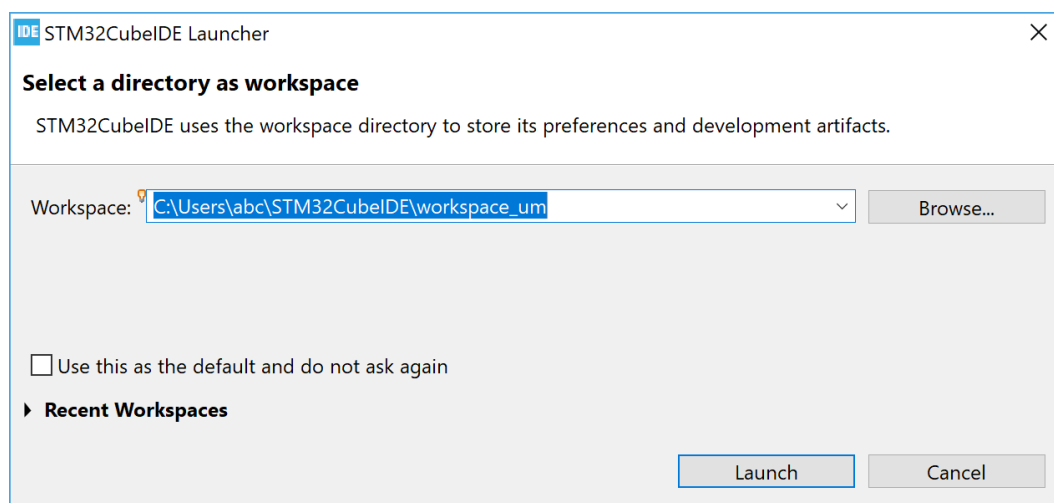 IDE STM32CubeIDE Launcher
Select a directory as workspace
STM32CubeIDE uses the workspace directory to store its preferences and development artifacts.
Workspace: C:\Users\abc\STM32CubeIDE\workspace_um Browse...
Use this as the default and do not ask again
Recent Workspaces
Launch Cancel